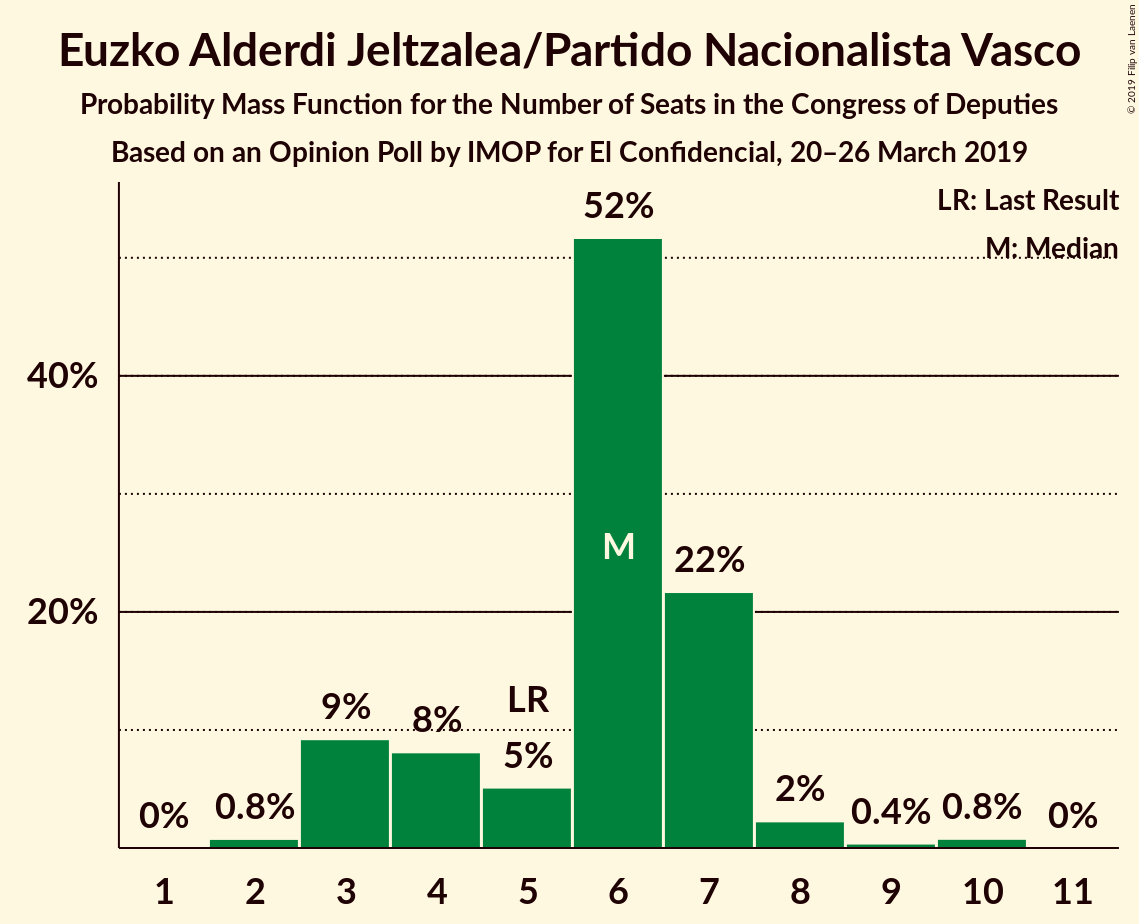 Euzko Alderdi Jeltzalea/Partido Nacionalista Vasco
Probability Mass Function for the Number of Seats in the Congress of Deputies
Based on an Opinion Poll by IMOP for El Confidencial, 20–26 March 2019
© 2019 Filip van Laenen
LR: Last Result
M: Median
40%
20%
0%
0.8%
9%
8%
LR
5%
52%
M
22%
2%
0.4%
0.8%
0%
1 2 3 4 5 6 7 8 9 10 11